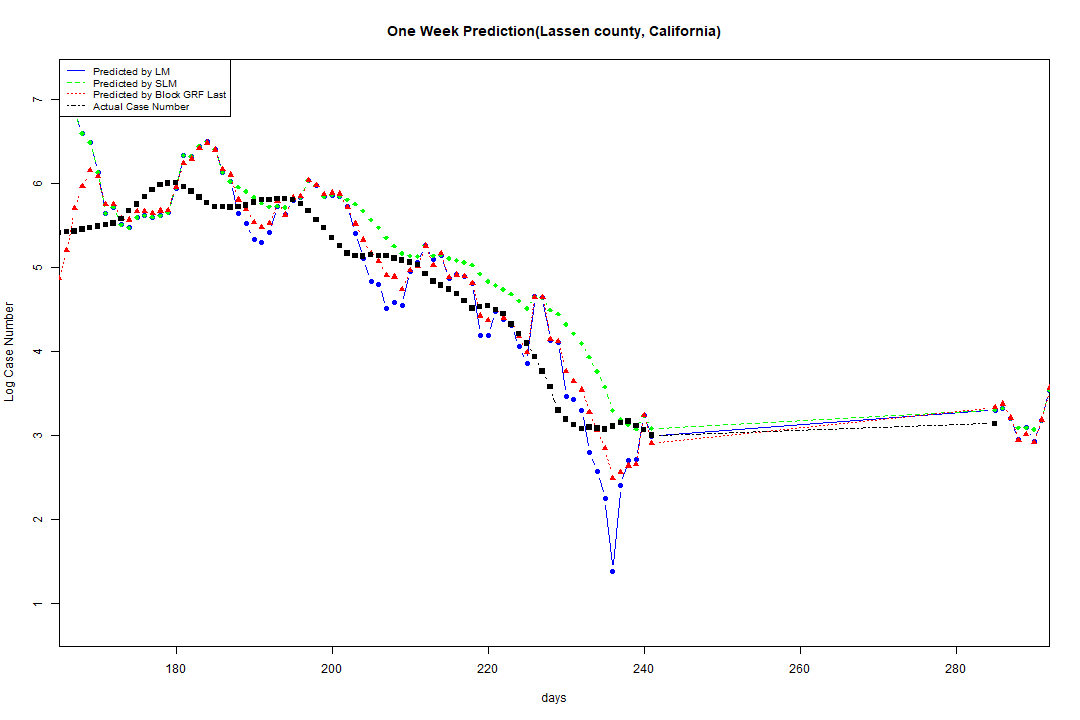 One Week Prediction(Lassen county, California)
Predicted by LM
Predicted by SLM
Predicted by Block GRF Last
Actual Case Number
7
6
5
4
3
2
1
Log Case Number
180 200 220 240 260 280
days